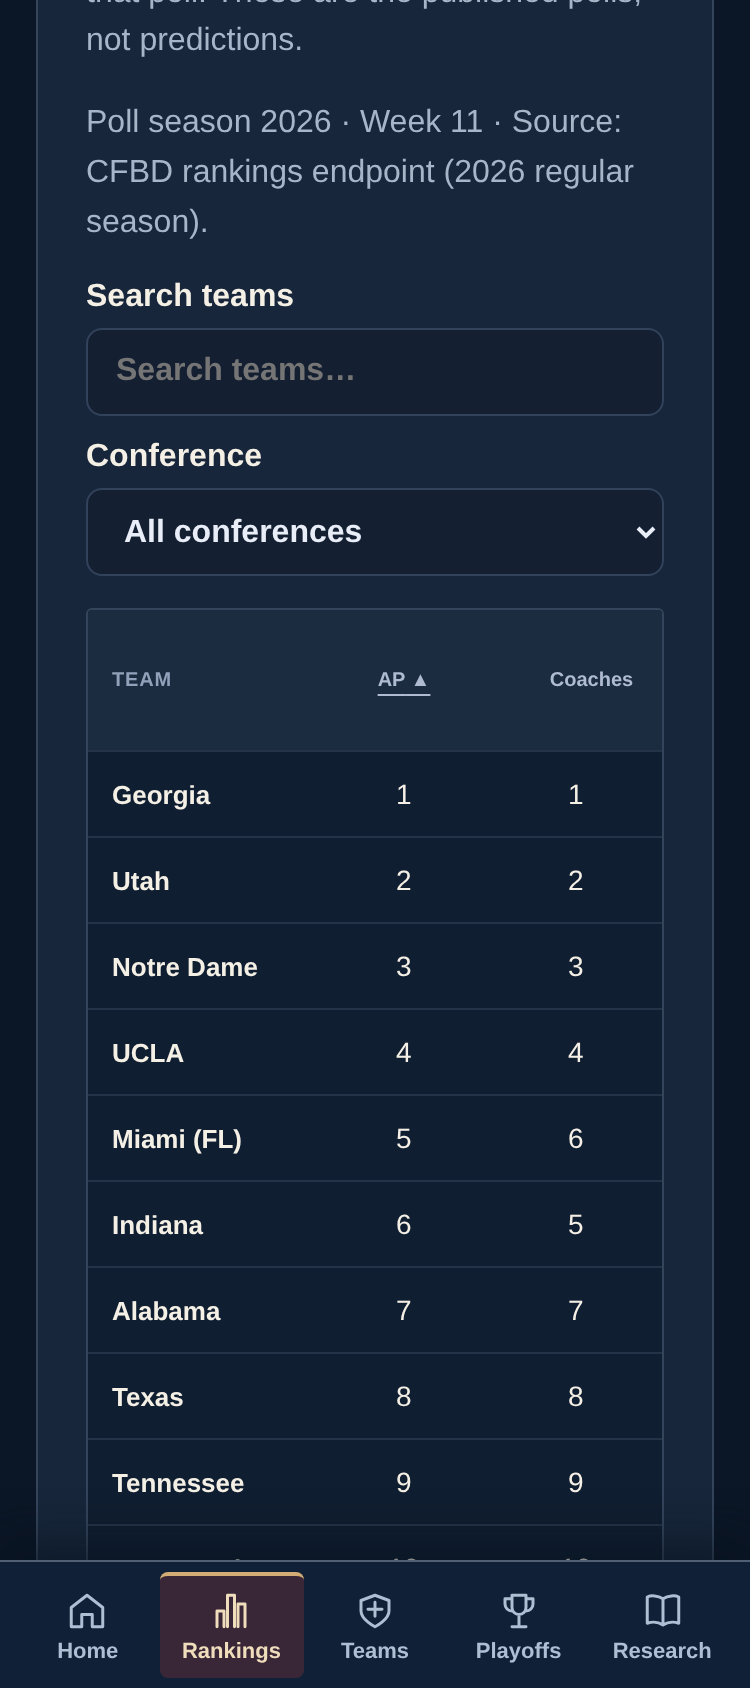 not predictions.
Poll season 2026 · Week 11 · Source:
CFBD rankings endpoint (2026 regular
season).
Search teams
Search teams…
Conference
All conferences
TEAM AP ▲ Coaches
Georgia 1 1
Utah 2 2
Notre Dame 3 3
UCLA 4 4
Miami (FL) 5 6
Indiana 6 5
Alabama 7 7
Texas 8 8
Tennessee 9 9
Home Rankings Teams Playoffs Research